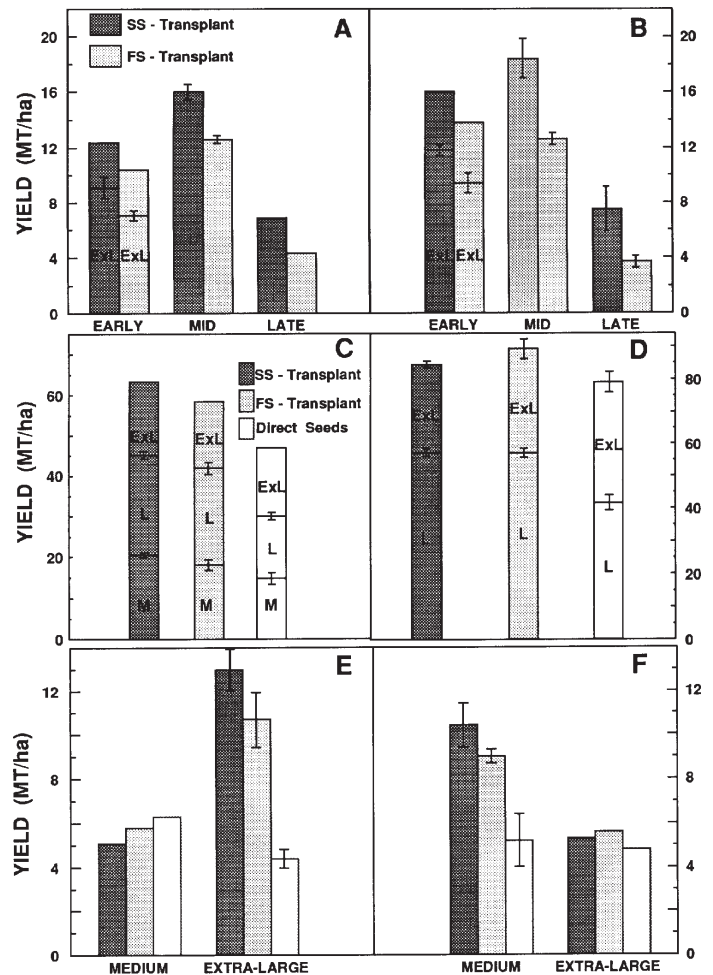 A
B
SS - Transplant
FS - Transplant
YIELD (MT/ha)
22
20
16
12
8
4
0
20
16
12
8
4
0
ExL ExL
ExL ExL
EARLY MID LATE
EARLY MID LATE
C
D
SS - Transplant
FS - Transplant
Direct Seeds
YIELD (MT/ha)
60
40
20
0
80
60
40
20
0
ExL
L
M
ExL
L
M
ExL
L
M
ExL
L
ExL
L
ExL
L
E
F
YIELD (MT/ha)
12
8
4
0
12
8
4
0
MEDIUM EXTRA-LARGE
MEDIUM EXTRA-LARGE